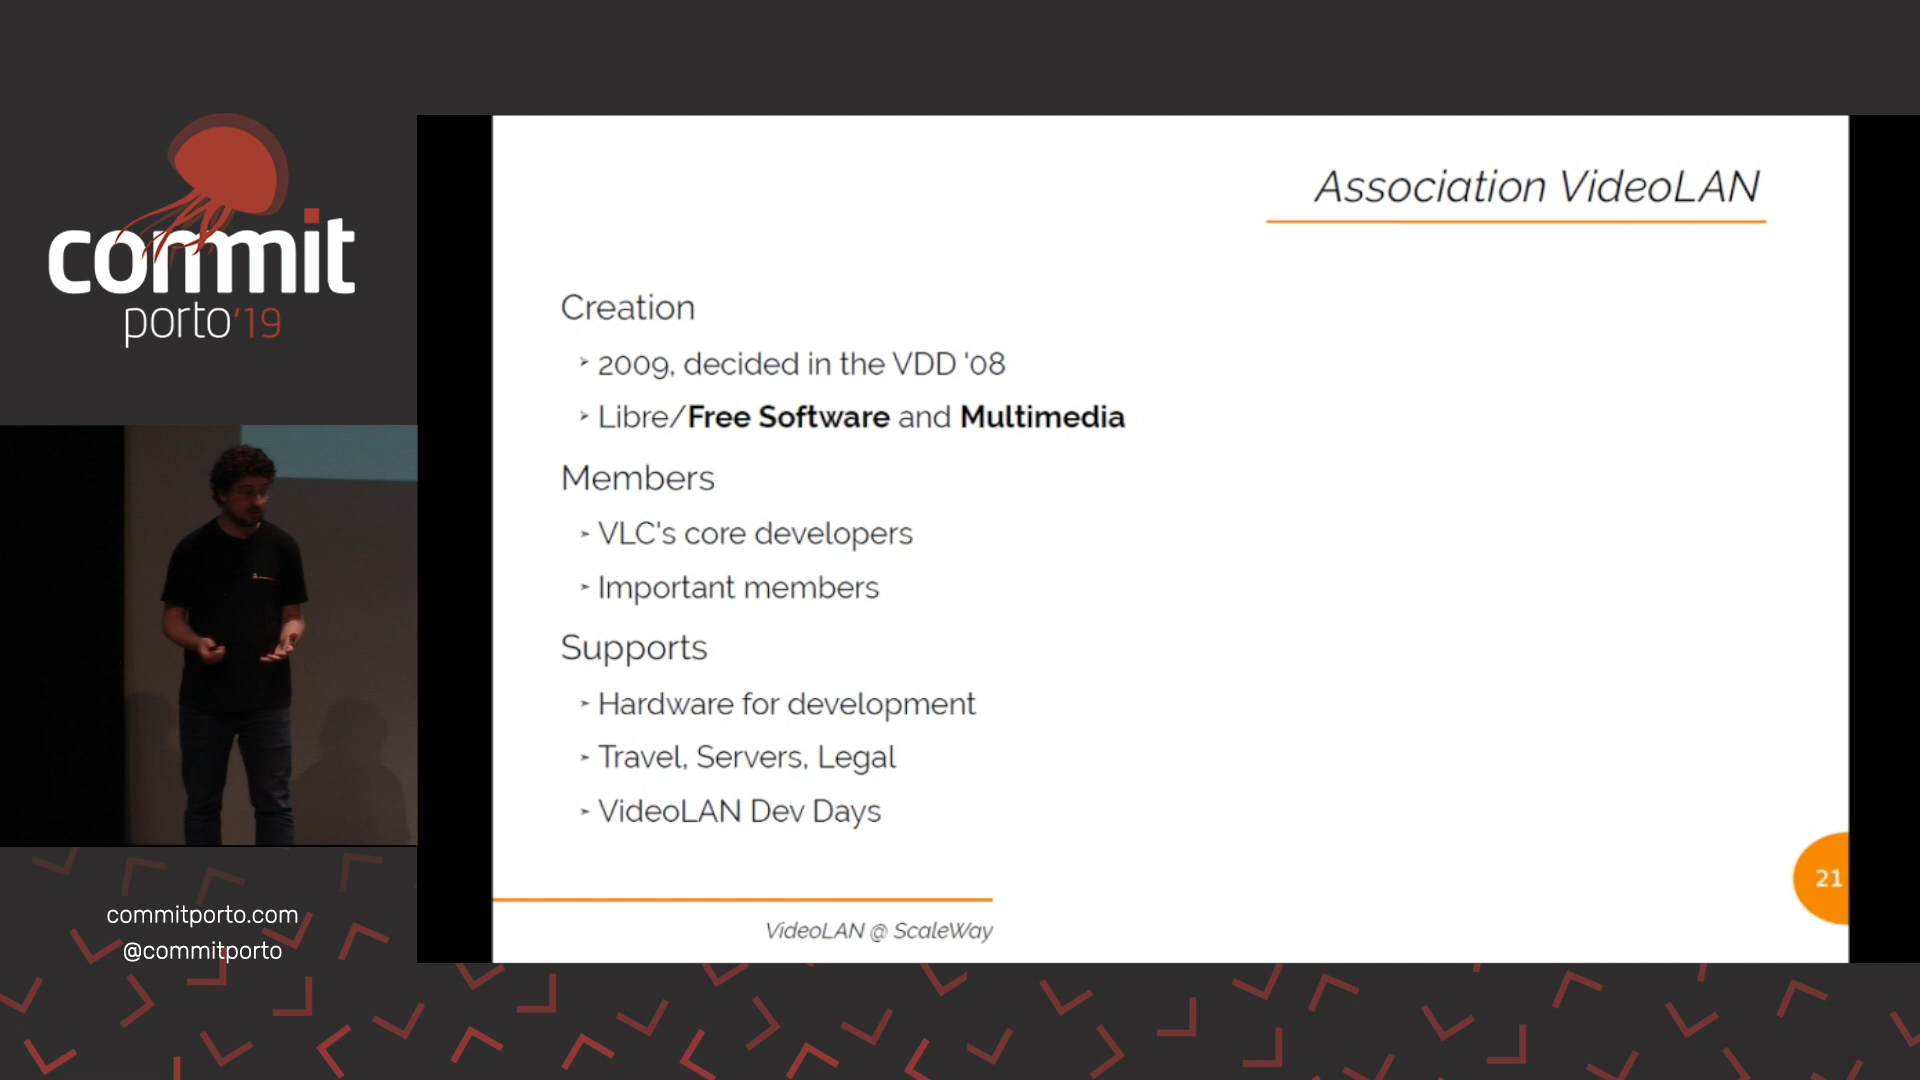 commit
porto'19
Association VideoLAN
Creation
2009, decided in the VDD '08
Libre/Free Software and Multimedia
Members
VLC's core developers
Important members
Supports
Hardware for development
Travel, Servers, Legal
VideoLAN Dev Days
21
VideoLAN @ ScaleWay
commitporto.com
@commitporto